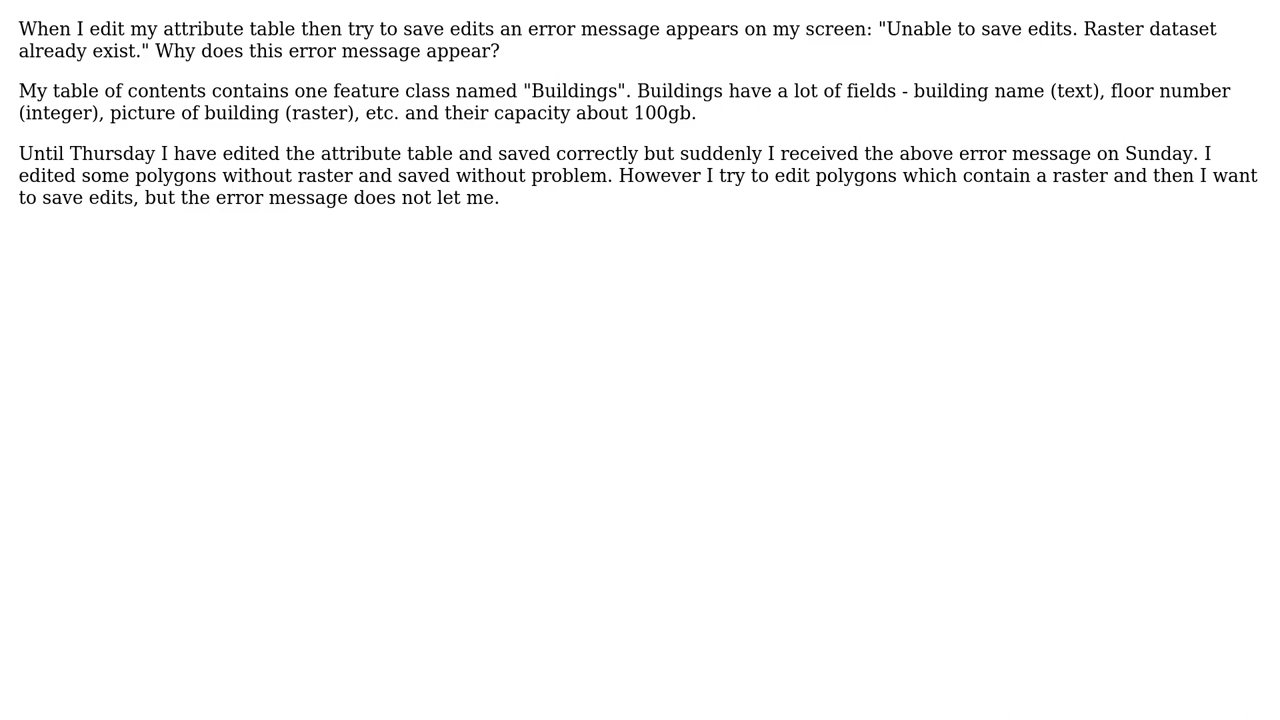 When I edit my attribute table then try to save edits an error message appears on my screen: "Unable to save edits. Raster dataset
already exist." Why does this error message appear?
My table of contents contains one feature class named "Buildings". Buildings have a lot of fields - building name (text), floor number
(integer), picture of building (raster), etc. and their capacity about 100gb.
Until Thursday I have edited the attribute table and saved correctly but suddenly I received the above error message on Sunday. I
edited some polygons without raster and saved without problem. However I try to edit polygons which contain a raster and then I want
to save edits, but the error message does not let me.